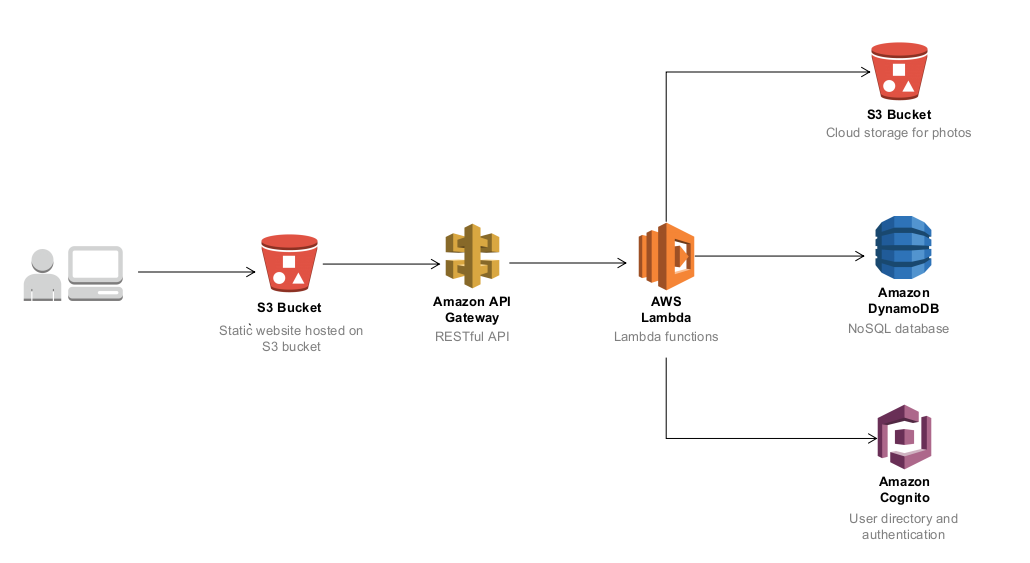 S3 Bucket
Cloud storage for photos
S3 Bucket
Static website hosted on
S3 bucket
Amazon API
Gateway
RESTful API
AWS
Lambda
Lambda functions
Amazon
DynamoDB
NoSQL database
Amazon
Cognito
User directory and
authentication